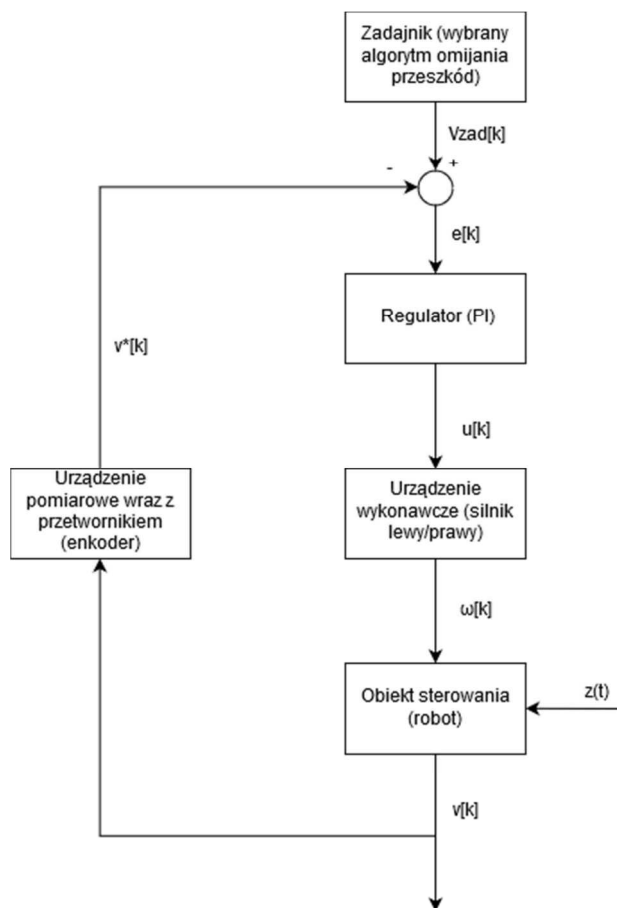 Zadajnik (wybrany
algorytm omijania
przeszkód)
Vzad[k]
-
+
e[k]
Regulator (PI)
v*[k]
u[k]
Urządzenie
pomiarowe wraz z
przetwornikiem
(enkoder)
Urządzenie
wykonawcze (silnik
lewy/prawy)
ω[k]
Obiekt sterowania
(robot)
z(t)
v[k]